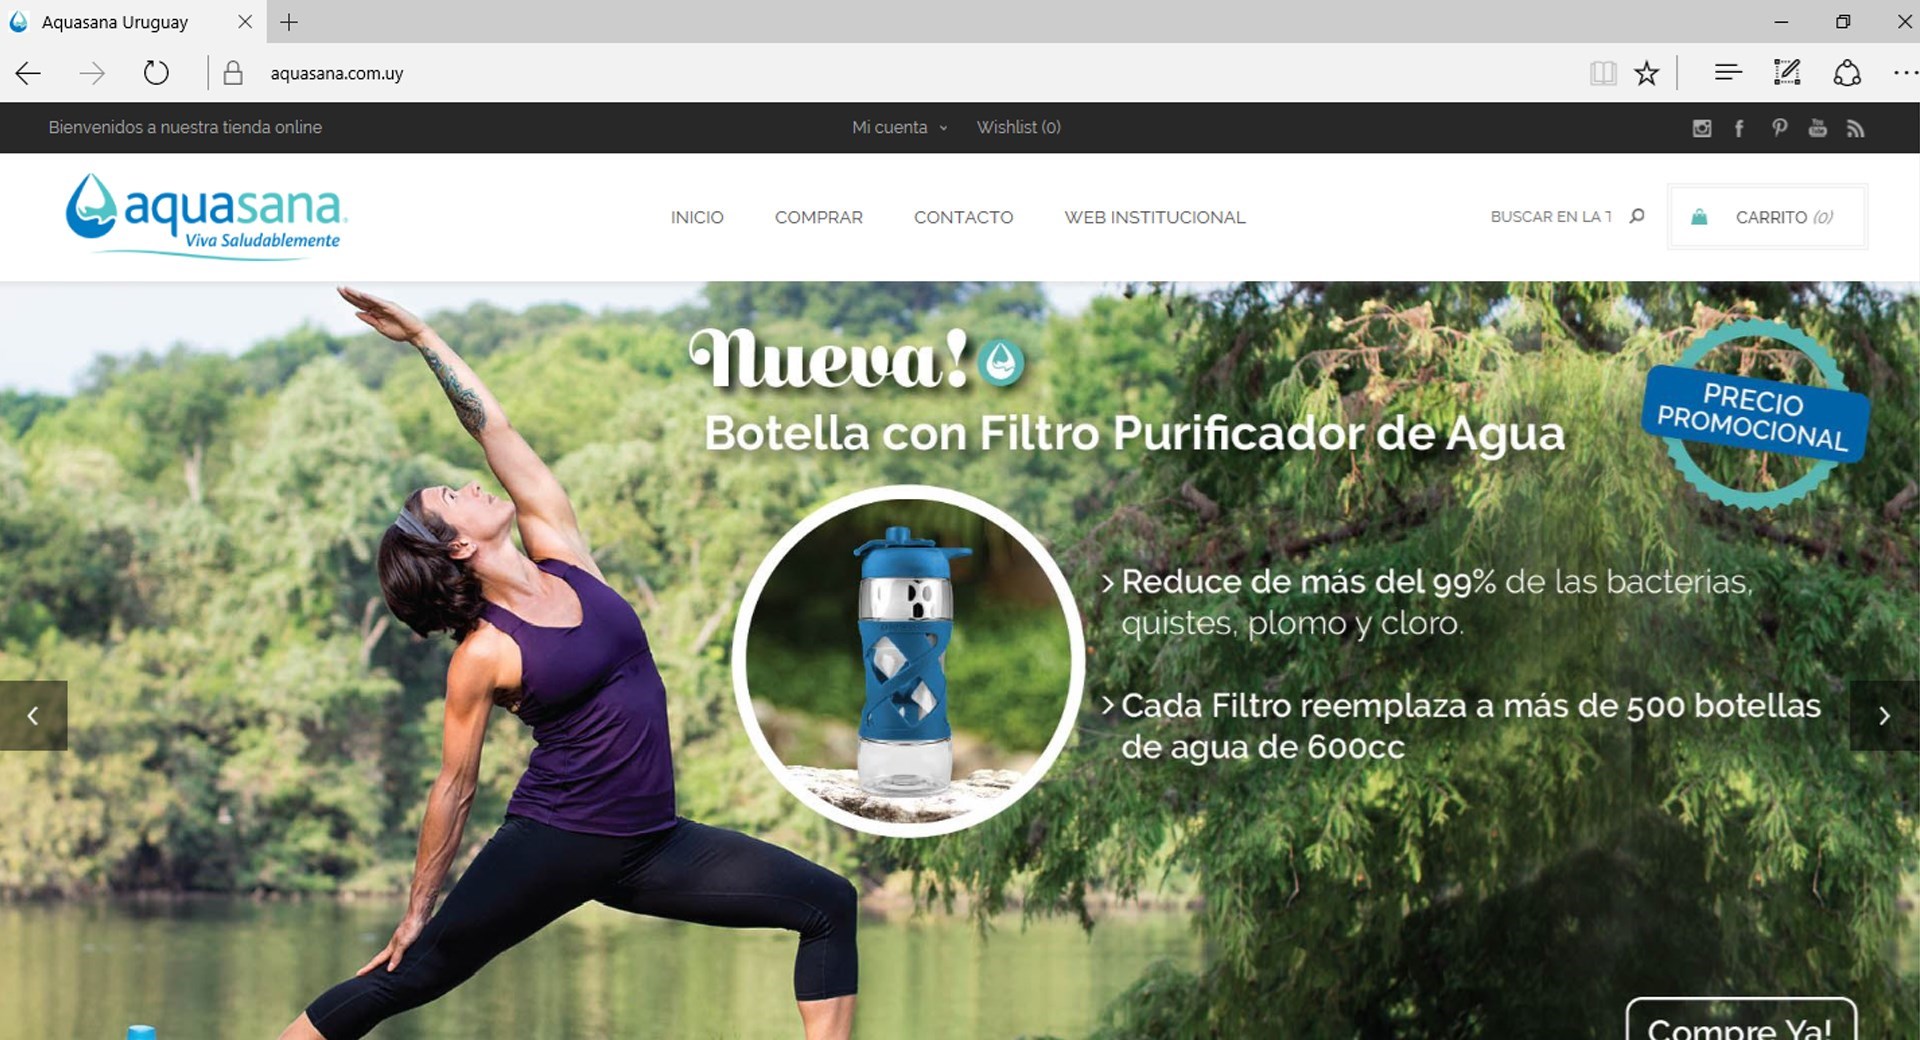 Aquasana Uruguay
aquasana.com.uy
Bienvenidos a nuestra tienda online
Mi cuenta
Wishlist (0)
You
aquasana
Viva Saludablemente
INICIO
COMPRAR
CONTACTO
WEB INSTITUCIONAL
BUSCAR EN LA T
CARRITO (0)
Nueva!
Botella con Filtro Purificador de Agua
PRECIO
PROMOCIONAL
Reduce de más del 99% de las bacterias,
quistes, plomo y cloro.
Cada Filtro reemplaza a más de 500 botellas
de agua de 600cc
Compre Ya!